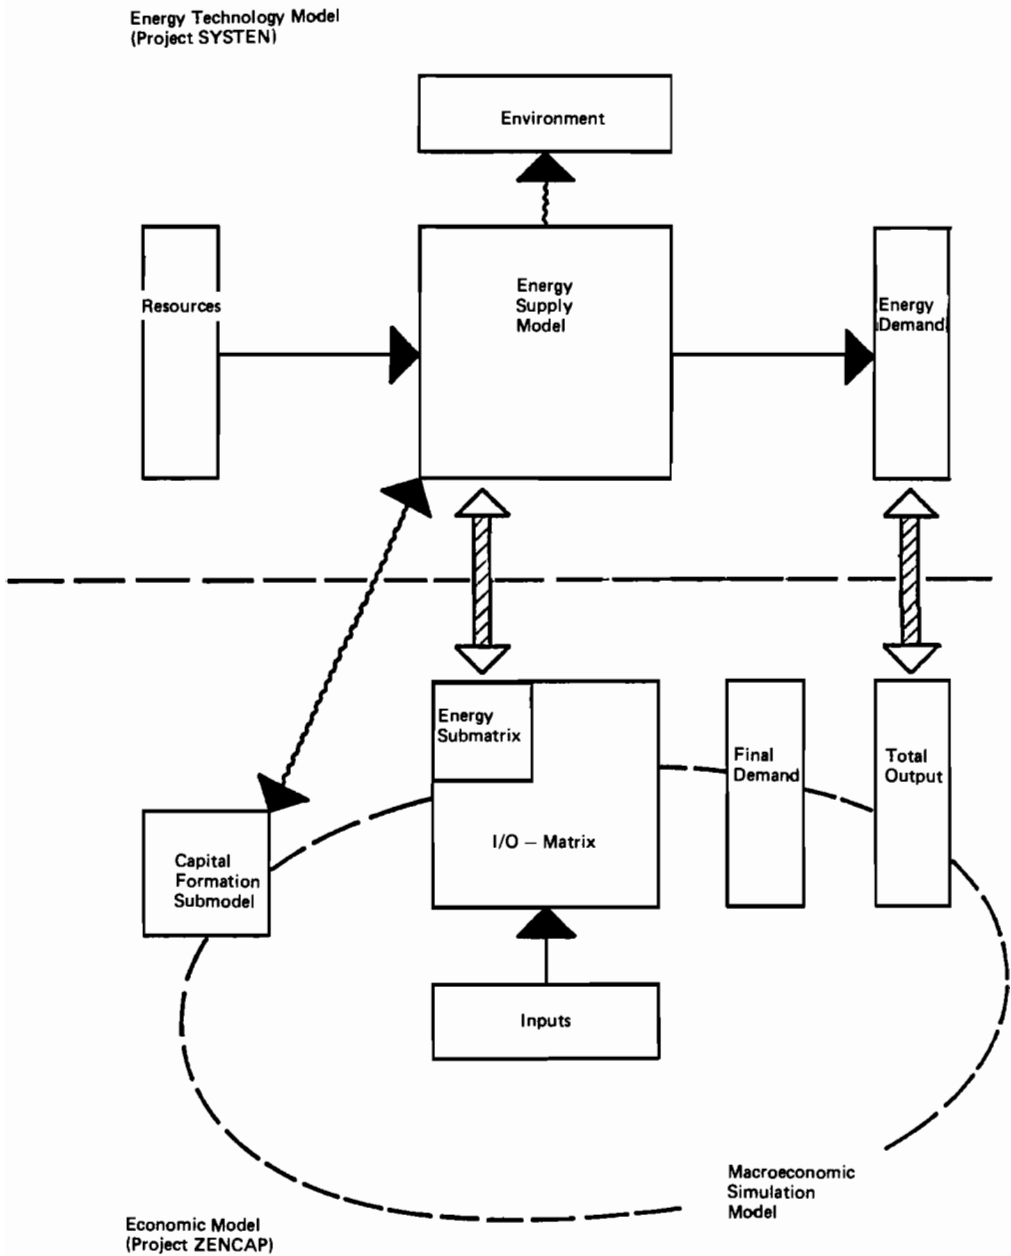 Energy Technology Model
(Project SYSTEN)
Environment
Resources
Energy
Supply
Model
Energy
Demand
Energy
Submatrix
I/O – Matrix
Final
Demand
Total
Output
Capital
Formation
Submodel
Inputs
Macroeconomic
Simulation
Model
Economic Model
(Project ZENCAP)